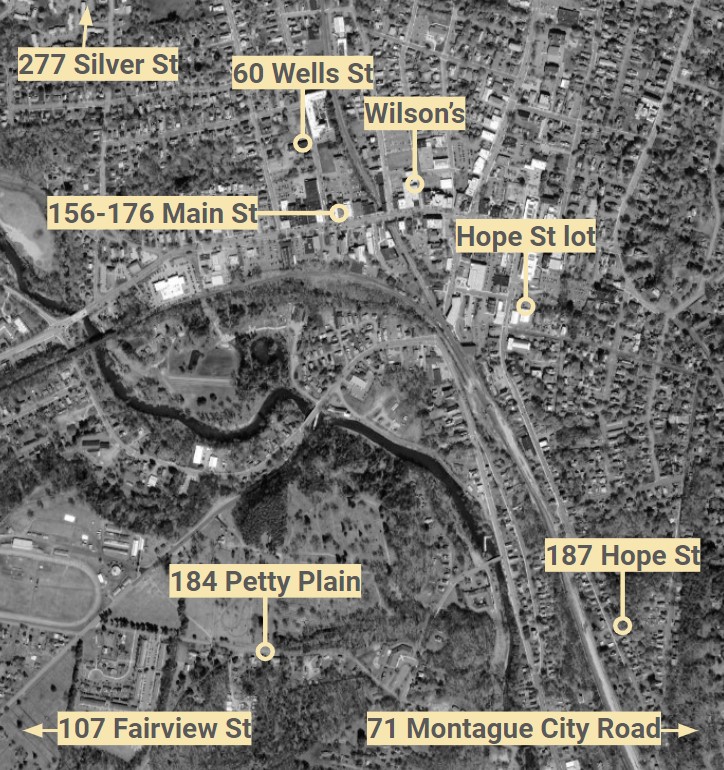 277 Silver St
60 Wells St
Wilson's
156-176 Main St
Hope St lot
187 Hope St
184 Petty Plain
107 Fairview St
71 Montague City Road